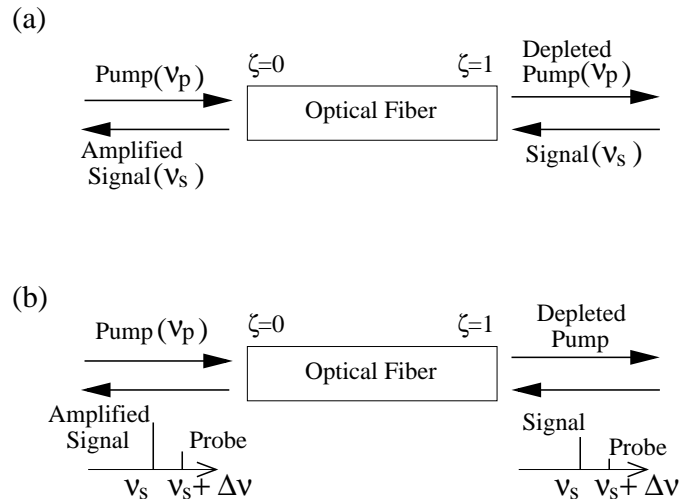 (a)
ζ=0 ζ=1
Pump(νp) Depleted
Pump(νp)
Optical Fiber
Amplified
Signal(νs)
Signal(νs)
(b)
ζ=0 ζ=1
Pump(νp) Depleted
Pump
Optical Fiber
Amplified
Signal
Probe
νs νs+ Δν
Signal
Probe
νs νs+ Δν